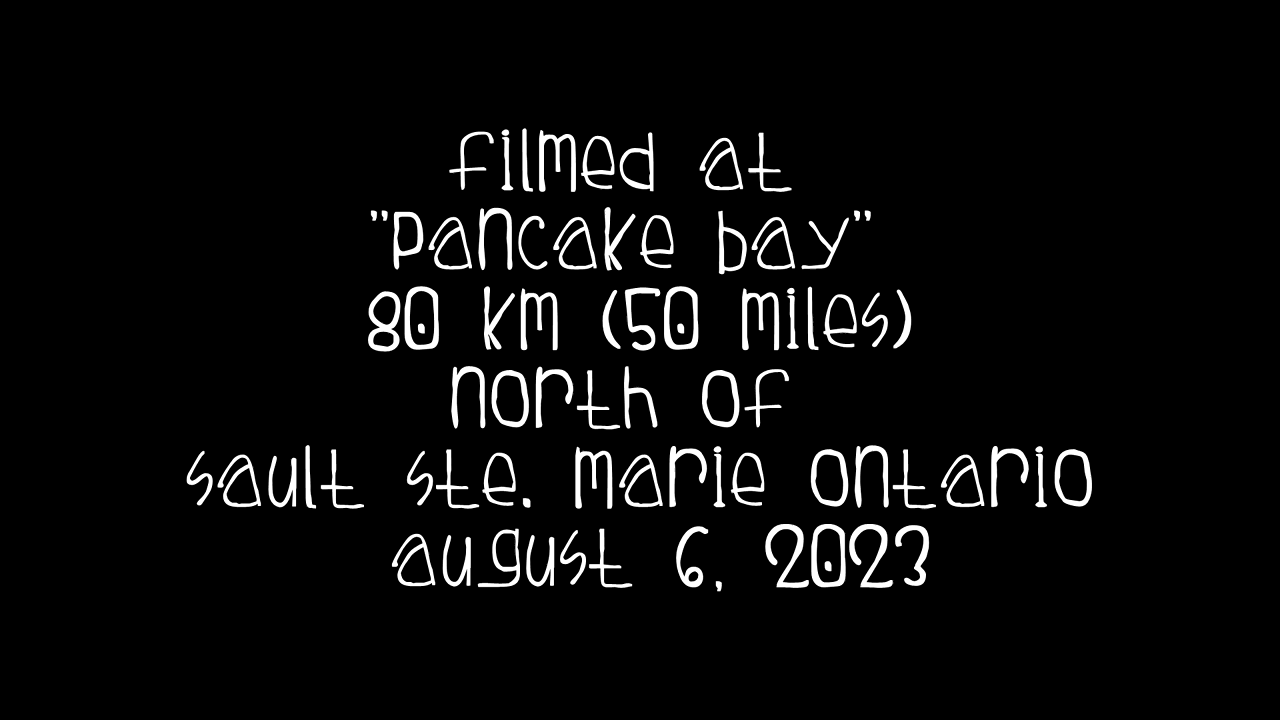 filmed at
"pancake bay"
80 km (50 miles)
north of
sault ste. marie ontario
august 6, 2023